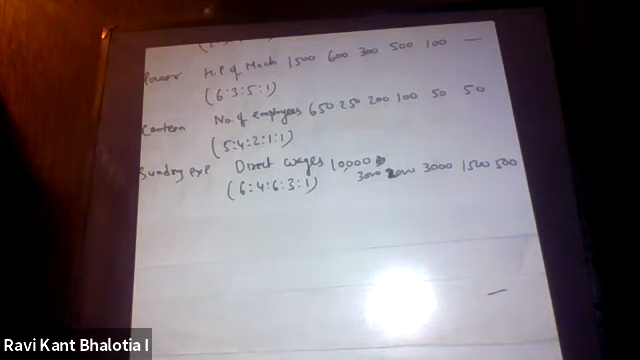 Power H.P of Mach 1500 600 300 500 100 —
(6:3:5:1)
Canteen No. of employees 650 250 200 100 50 50
(5:4:2:1:1)
Sundry exp Direct wages 10,000
3000 2000 3000 1500 500
(6:4:6:3:1)
Ravi Kant Bhalotia I